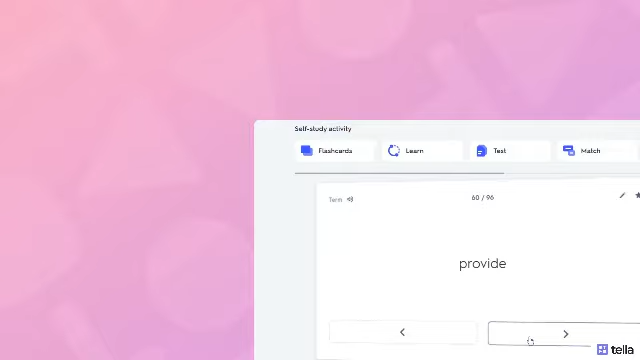 Self-study activity
Flashcards Learn Test Match
Term 60 / 96
provide
tella